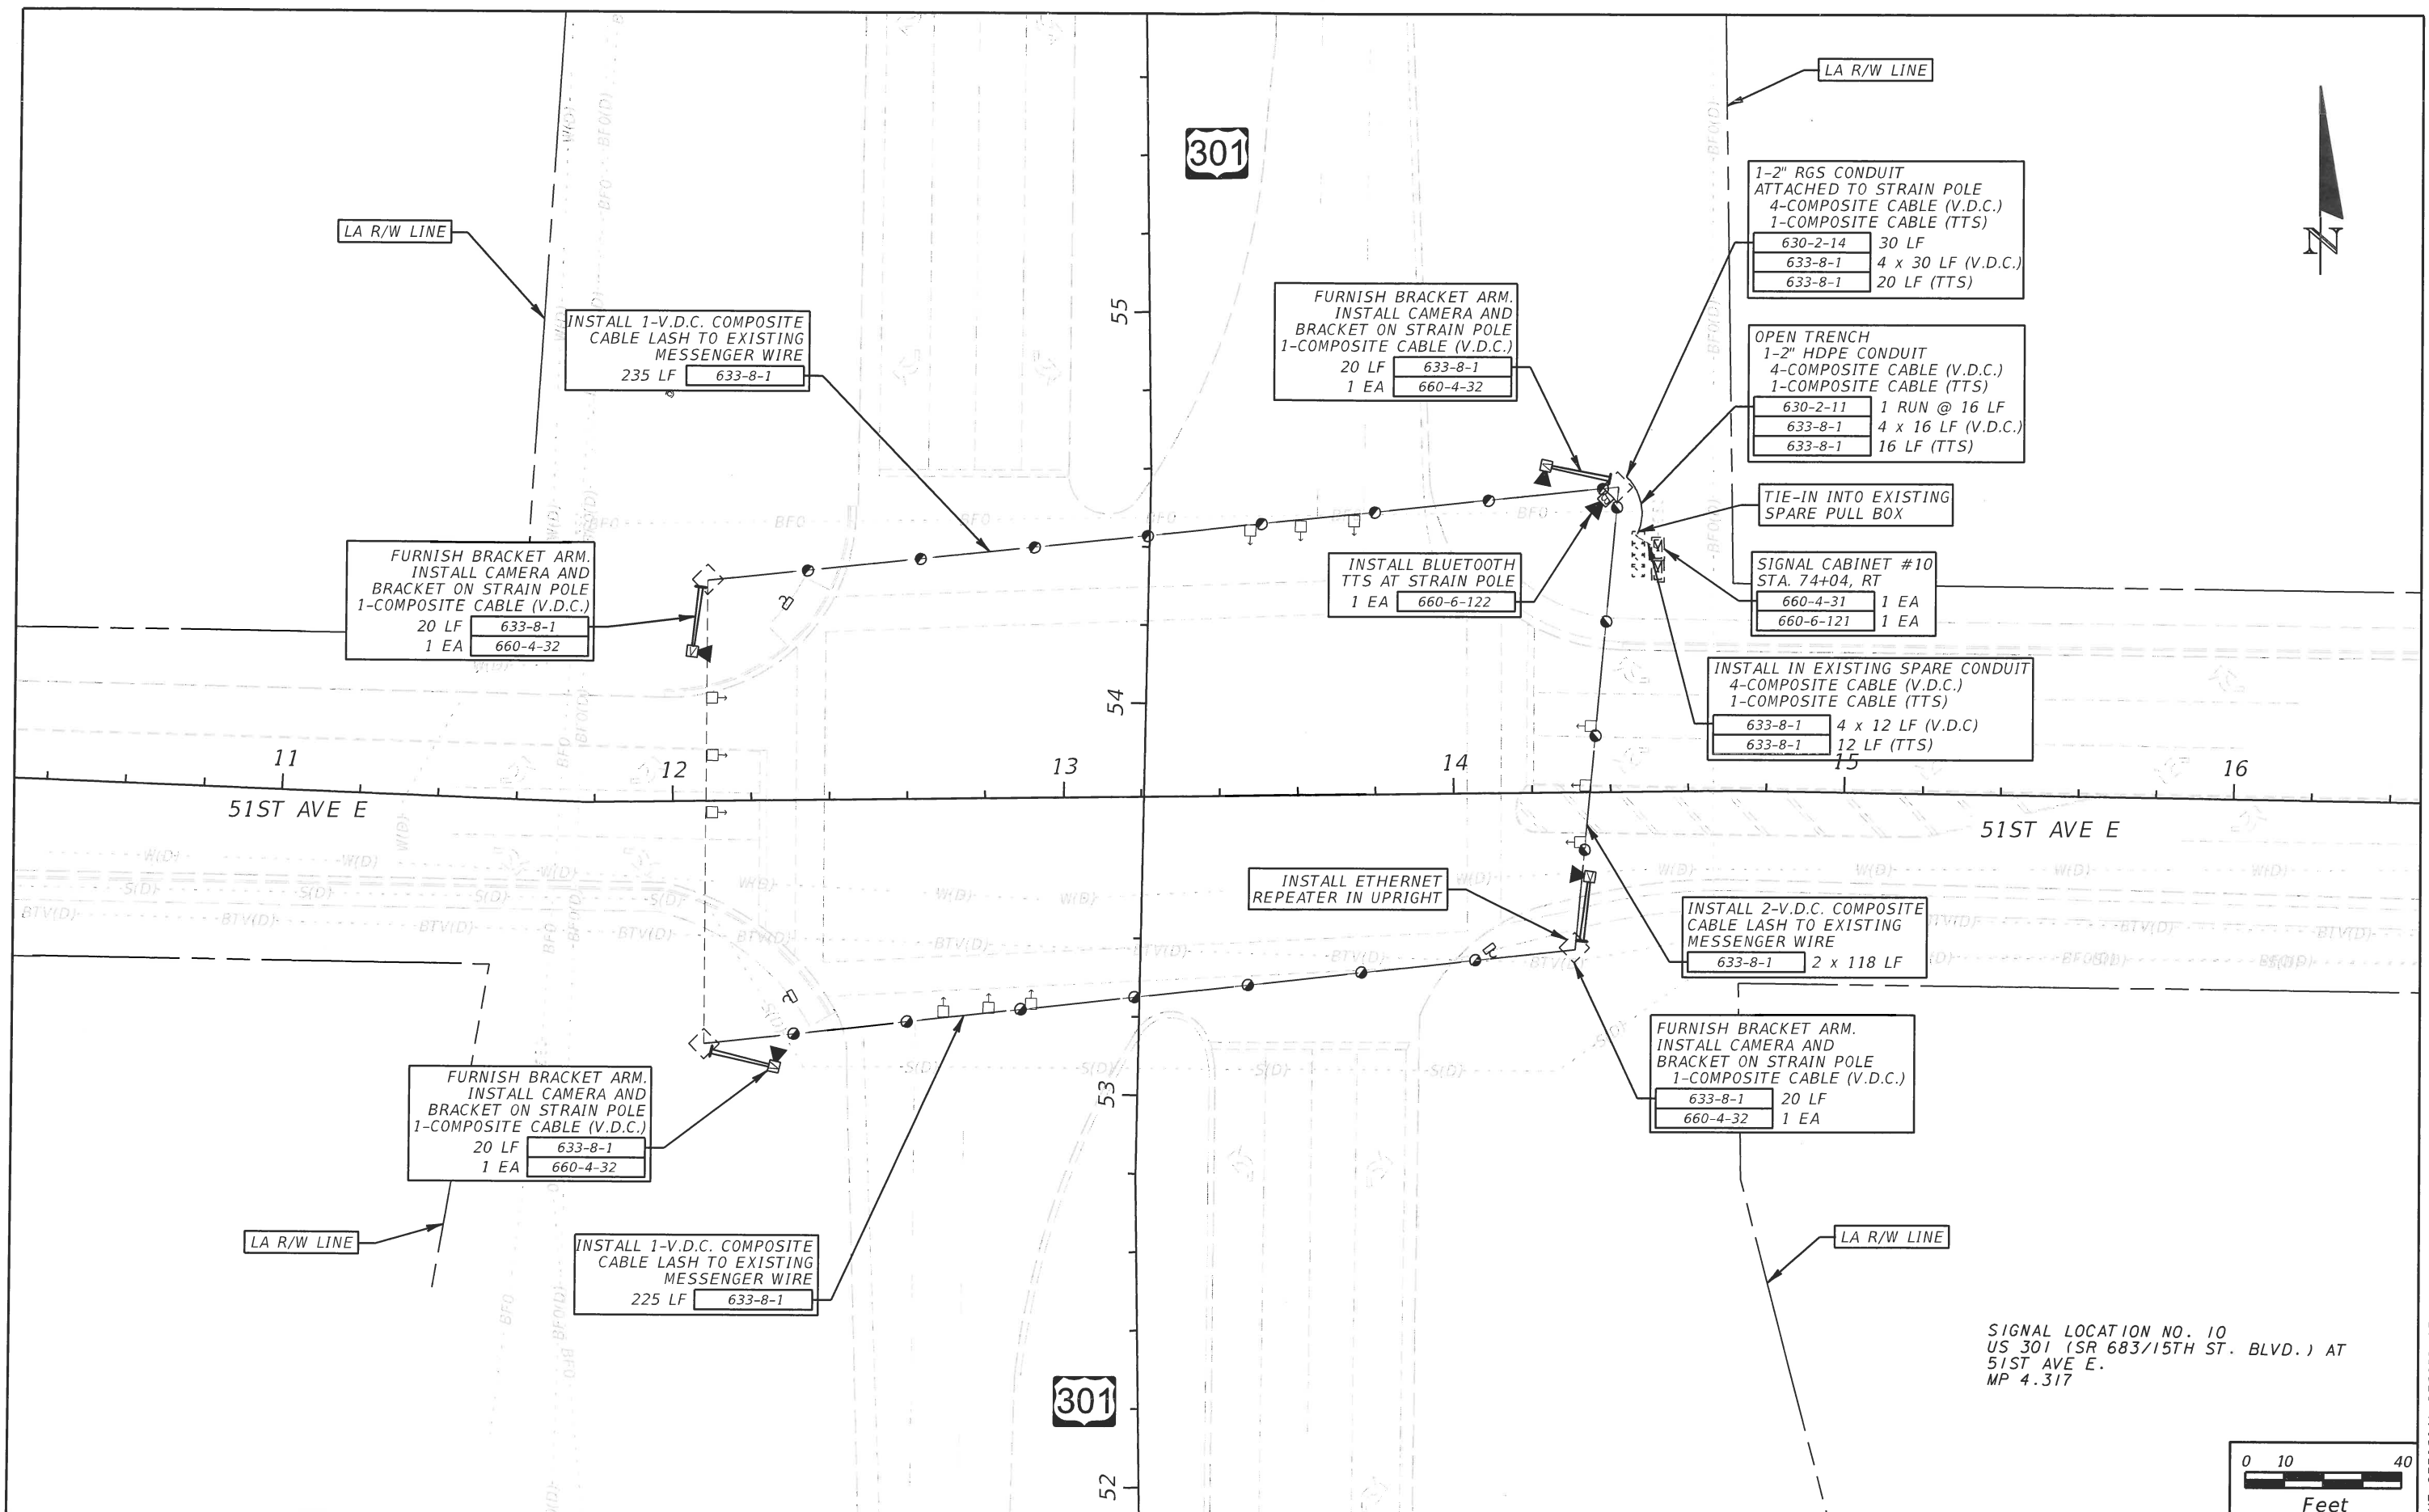 301
LA R/W LINE
LA R/W LINE
1-2" RGS CONDUIT
ATTACHED TO STRAIN POLE
4-COMPOSITE CABLE (V.D.C.)
1-COMPOSITE CABLE (TTS)
630-2-14 30 LF
633-8-1 4 x 30 LF (V.D.C.)
633-8-1 20 LF (TTS)
N
FURNISH BRACKET ARM.
INSTALL CAMERA AND
BRACKET ON STRAIN POLE
1-COMPOSITE CABLE (V.D.C.)
20 LF 633-8-1
1 EA 660-4-32
INSTALL 1-V.D.C. COMPOSITE
CABLE LASH TO EXISTING
MESSENGER WIRE
235 LF 633-8-1
55
OPEN TRENCH
1-2" HDPE CONDUIT
4-COMPOSITE CABLE (V.D.C.)
1-COMPOSITE CABLE (TTS)
630-2-11 1 RUN @ 16 LF
633-8-1 4 x 16 LF (V.D.C.)
633-8-1 16 LF (TTS)
TIE-IN INTO EXISTING
SPARE PULL BOX
FURNISH BRACKET ARM.
INSTALL CAMERA AND
BRACKET ON STRAIN POLE
1-COMPOSITE CABLE (V.D.C.)
20 LF 633-8-1
1 EA 660-4-32
INSTALL BLUETOOTH
TTS AT STRAIN POLE
1 EA 660-6-122
SIGNAL CABINET #10
STA. 74+04, RT
660-4-31 1 EA
660-6-121 1 EA
INSTALL IN EXISTING SPARE CONDUIT
4-COMPOSITE CABLE (V.D.C.)
1-COMPOSITE CABLE (TTS)
633-8-1 4 x 12 LF (V.D.C)
633-8-1 12 LF (TTS)
54
11
12
13
14
15
16
51ST AVE E
51ST AVE E
BFO
BFO
BFO
BFO
BFO
W(D)
W(D)
W(D)
W(D)
W(D)
W(D)
S(D)
S(D)
S(D)
S(D)
BTV(D)
BTV(D)
BTV(D)
BTV(D)
BTV(D)
BTV(D)
INSTALL ETHERNET
REPEATER IN UPRIGHT
INSTALL 2-V.D.C. COMPOSITE
CABLE LASH TO EXISTING
MESSENGER WIRE
633-8-1 2 x 118 LF
FURNISH BRACKET ARM.
INSTALL CAMERA AND
BRACKET ON STRAIN POLE
1-COMPOSITE CABLE (V.D.C.)
633-8-1 20 LF
660-4-32 1 EA
53
FURNISH BRACKET ARM.
INSTALL CAMERA AND
BRACKET ON STRAIN POLE
1-COMPOSITE CABLE (V.D.C.)
20 LF 633-8-1
1 EA 660-4-32
LA R/W LINE
INSTALL 1-V.D.C. COMPOSITE
CABLE LASH TO EXISTING
MESSENGER WIRE
225 LF 633-8-1
LA R/W LINE
301
52
SIGNAL LOCATION NO. 10
US 301 (SR 683/15TH ST. BLVD.) AT
51ST AVE E.
MP 4.317
0 10 40
Feet